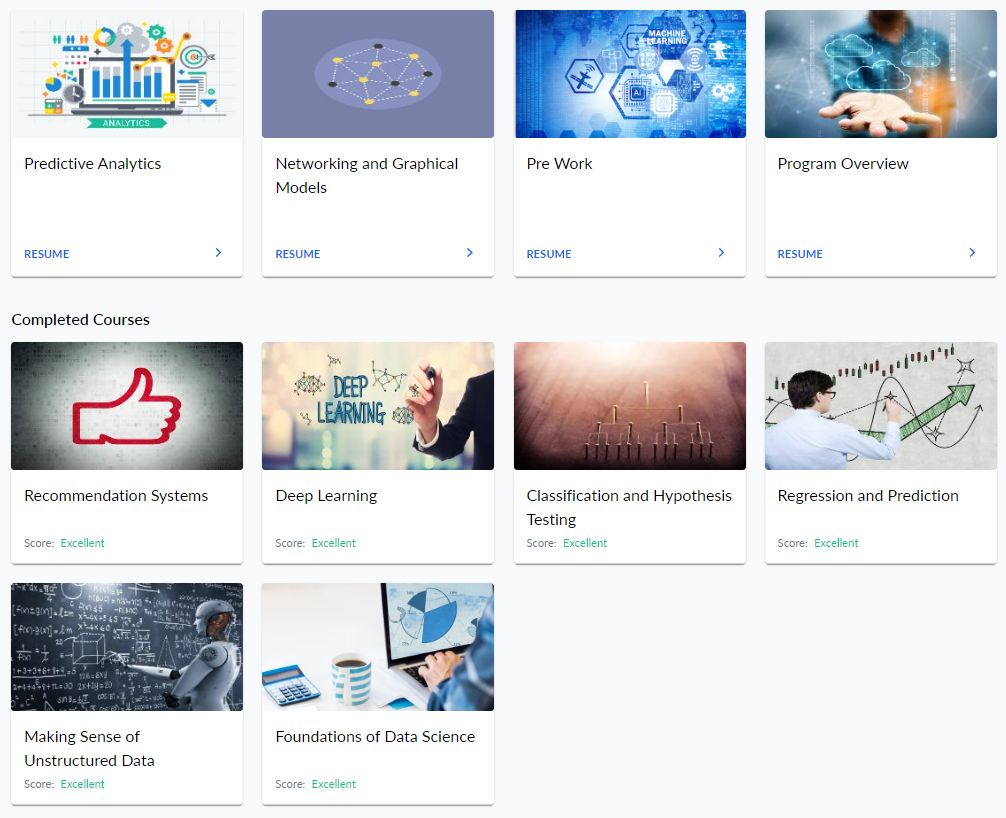 ANALYTICS
MACHINE
LEARNING
AI
Predictive Analytics
Networking and Graphical
Models
Pre Work
Program Overview
RESUME
RESUME
RESUME
RESUME
Completed Courses
DEEP
LEARNING
Recommendation Systems
Deep Learning
Classification and Hypothesis
Testing
Regression and Prediction
Score: Excellent
Score: Excellent
Score: Excellent
Score: Excellent
Making Sense of
Unstructured Data
Foundations of Data Science
Score: Excellent
Score: Excellent